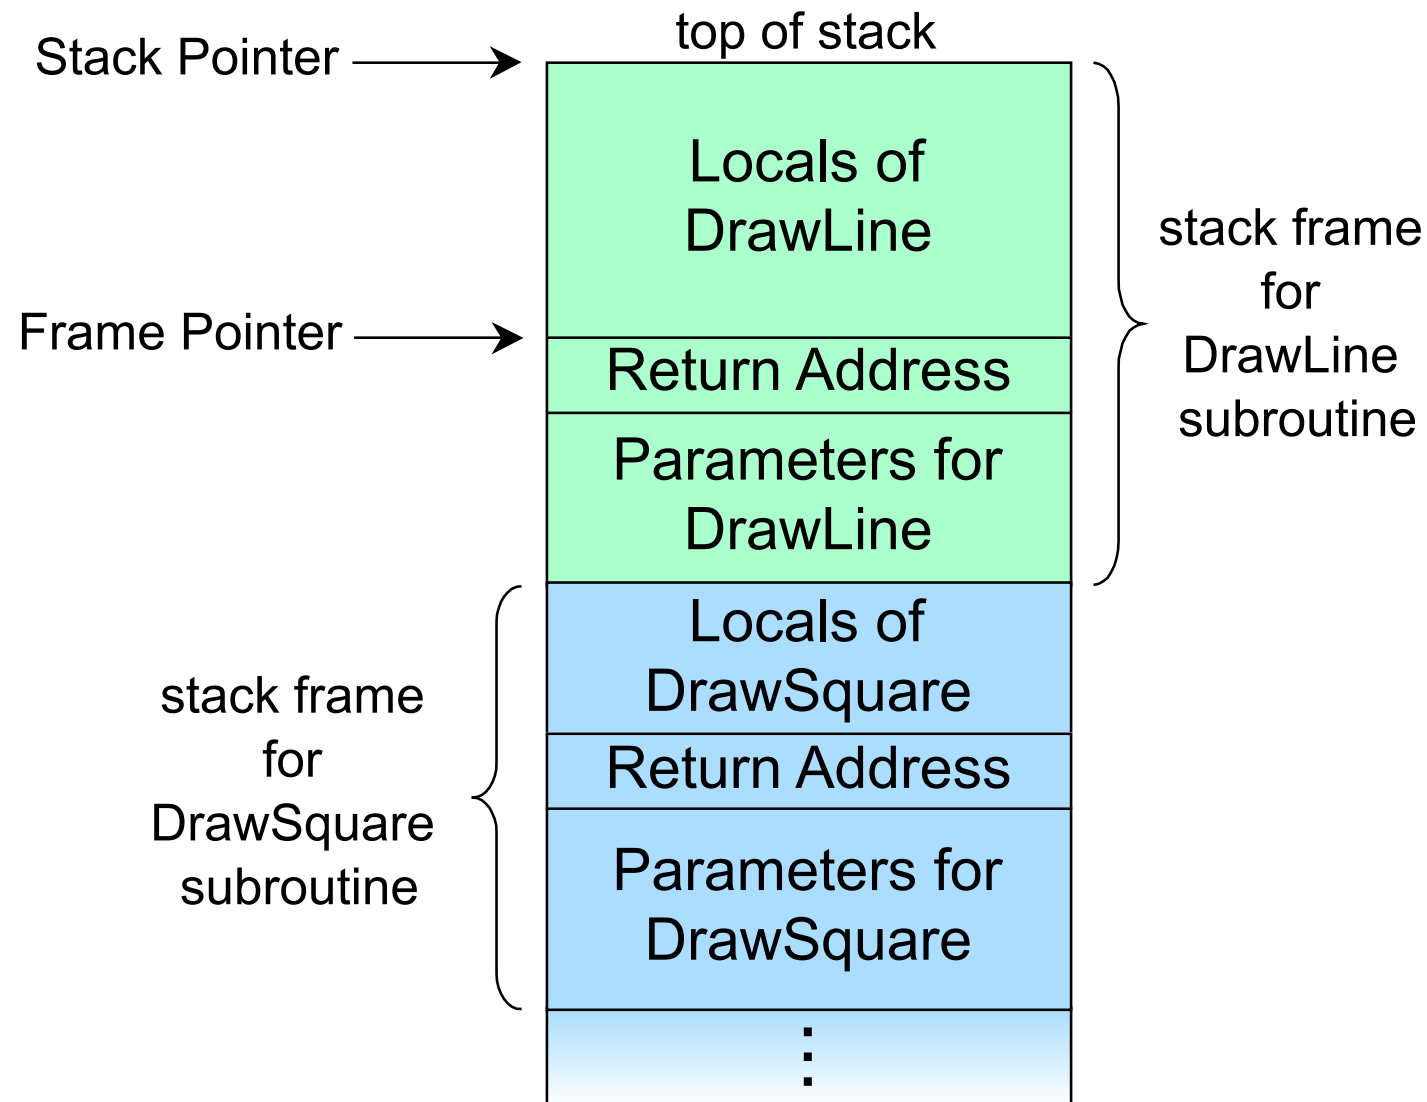 top of stack
Stack Pointer
Locals of
DrawLine
stack frame
for
DrawLine
subroutine
Frame Pointer
Return Address
Parameters for
DrawLine
Locals of
DrawSquare
stack frame
for
DrawSquare
subroutine
Return Address
Parameters for
DrawSquare
⋮